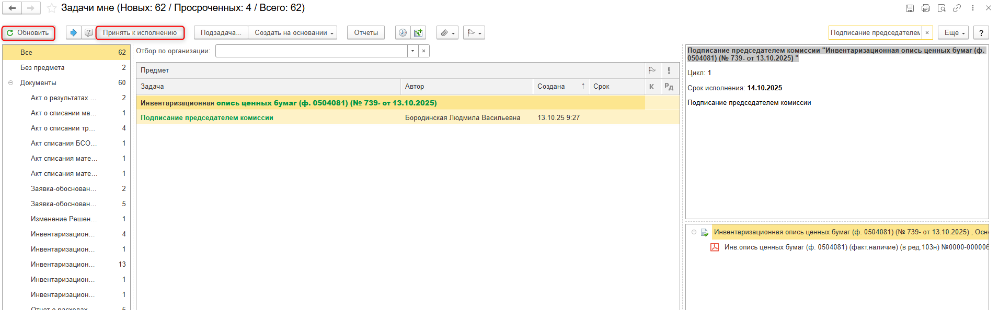 Задачи мне (Новых: 62 / Просроченных: 4 / Всего: 62)
Обновить
Принять к исполнению
Подзадача...
Создать на основании
Отчеты
Подписание председателем
Еще
?
Все 62
Без предмета 2
Документы 60
Акт о результатах ... 2
Акт о списании ма... 1
Акт о списании тр... 4
Акт списания БСО... 1
Акт списания мате... 1
Акт списания мате... 1
Заявка-обоснован... 2
Заявка-обоснован... 5
Изменение Решен... 1
Инвентаризацион... 4
Инвентаризацион... 1
Инвентаризацион... 13
Инвентаризацион... 1
Инвентаризацион... 1
Отчет о расходах 5
Отбор по организации:
Предмет
Задача Автор Создана ↑ Срок К Рд
Инвентаризационная опись ценных бумаг (ф. 0504081) (№ 739- от 13.10.2025)
Подписание председателем комиссии Бородинская Людмила Васильевна 13.10.25 9:27
Подписание председателем комиссии "Инвентаризационная опись ценных бумаг (ф.
0504081) (№ 739- от 13.10.2025) "
Цикл: 1
Срок исполнения: 14.10.2025
Подписание председателем комиссии
Инвентаризационная опись ценных бумаг (ф. 0504081) (№ 739- от 13.10.2025) , Осн
Инв.опись ценных бумаг (ф. 0504081) (факт.наличие) (в ред.103н) №0000-000006